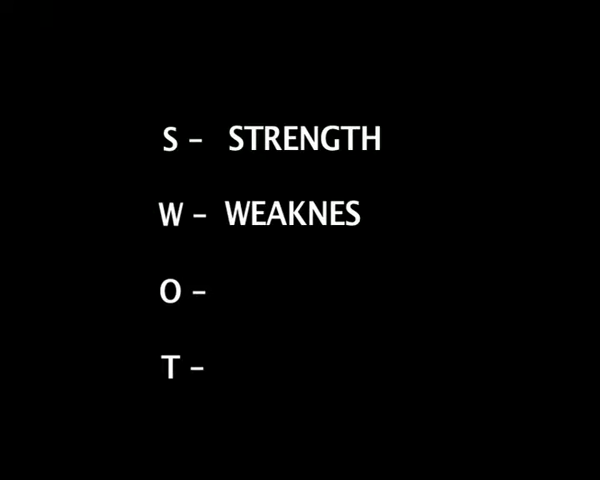 S – STRENGTH
W – WEAKNES
O –
T –